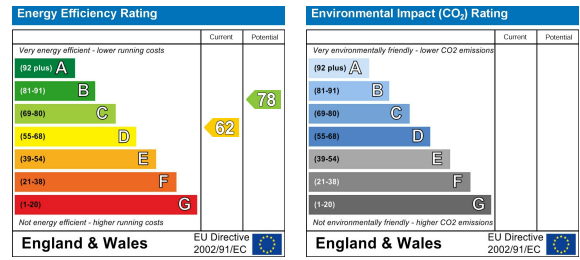 Energy Efficiency Rating
Current Potential
Very energy efficient - lower running costs
(92 plus) A
(81-91) B
(69-80) C
(55-68) D
(39-54) E
(21-38) F
(1-20) G
62
78
Not energy efficient - higher running costs
England & Wales
EU Directive
2002/91/EC
Environmental Impact (CO₂) Rating
Current Potential
Very environmentally friendly - lower CO2 emissions
(92 plus) A
(81-91) B
(69-80) C
(55-68) D
(39-54) E
(21-38) F
(1-20) G
Not environmentally friendly - higher CO2 emissions
England & Wales
EU Directive
2002/91/EC